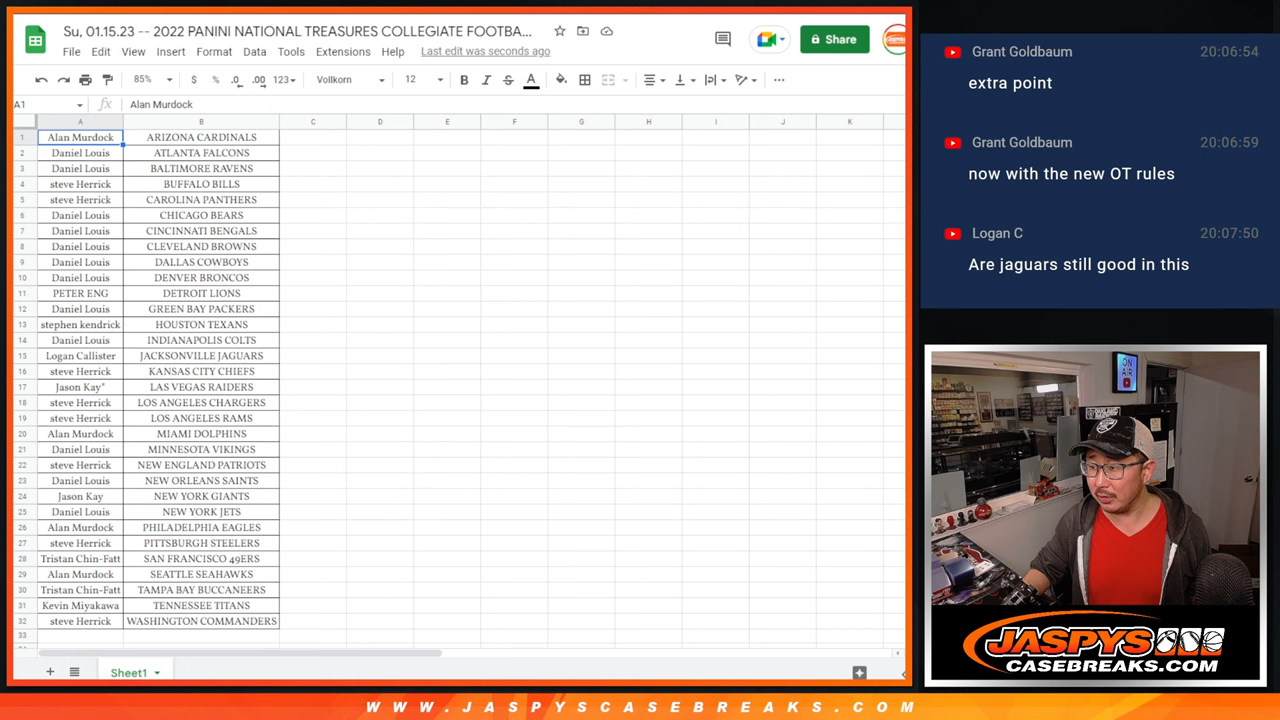 Su, 01.15.23 -- 2022 PANINI NATIONAL TREASURES COLLEGIATE FOOTBA...
File Edit View Insert Format Data Tools Extensions Help Last edit was seconds ago
Share
85% $ % .0 .00 123 Vollkorn 12 B I S A
A1 fx Alan Murdock
A B C D E F G H I J K
1 Alan Murdock ARIZONA CARDINALS
2 Daniel Louis ATLANTA FALCONS
3 Daniel Louis BALTIMORE RAVENS
4 steve Herrick BUFFALO BILLS
5 steve Herrick CAROLINA PANTHERS
6 Daniel Louis CHICAGO BEARS
7 Daniel Louis CINCINNATI BENGALS
8 Daniel Louis CLEVELAND BROWNS
9 Daniel Louis DALLAS COWBOYS
10 Daniel Louis DENVER BRONCOS
11 PETER ENG DETROIT LIONS
12 Daniel Louis GREEN BAY PACKERS
13 stephen kendrick HOUSTON TEXANS
14 Daniel Louis INDIANAPOLIS COLTS
15 Logan Callister JACKSONVILLE JAGUARS
16 steve Herrick KANSAS CITY CHIEFS
17 Jason Kay* LAS VEGAS RAIDERS
18 steve Herrick LOS ANGELES CHARGERS
19 steve Herrick LOS ANGELES RAMS
20 Alan Murdock MIAMI DOLPHINS
21 Daniel Louis MINNESOTA VIKINGS
22 steve Herrick NEW ENGLAND PATRIOTS
23 Daniel Louis NEW ORLEANS SAINTS
24 Jason Kay NEW YORK GIANTS
25 Daniel Louis NEW YORK JETS
26 Alan Murdock PHILADELPHIA EAGLES
27 steve Herrick PITTSBURGH STEELERS
28 Tristan Chin-Fatt SAN FRANCISCO 49ERS
29 Alan Murdock SEATTLE SEAHAWKS
30 Tristan Chin-Fatt TAMPA BAY BUCCANEERS
31 Kevin Miyakawa TENNESSEE TITANS
32 steve Herrick WASHINGTON COMMANDERS
33
Sheet1
Grant Goldbaum 20:06:54
extra point
Grant Goldbaum 20:06:59
now with the new OT rules
Logan C 20:07:50
Are jaguars still good in this
ON AIR
JASPYS
CASEBREAKS.COM
WWW.JASPYSCASEBREAKS.COM